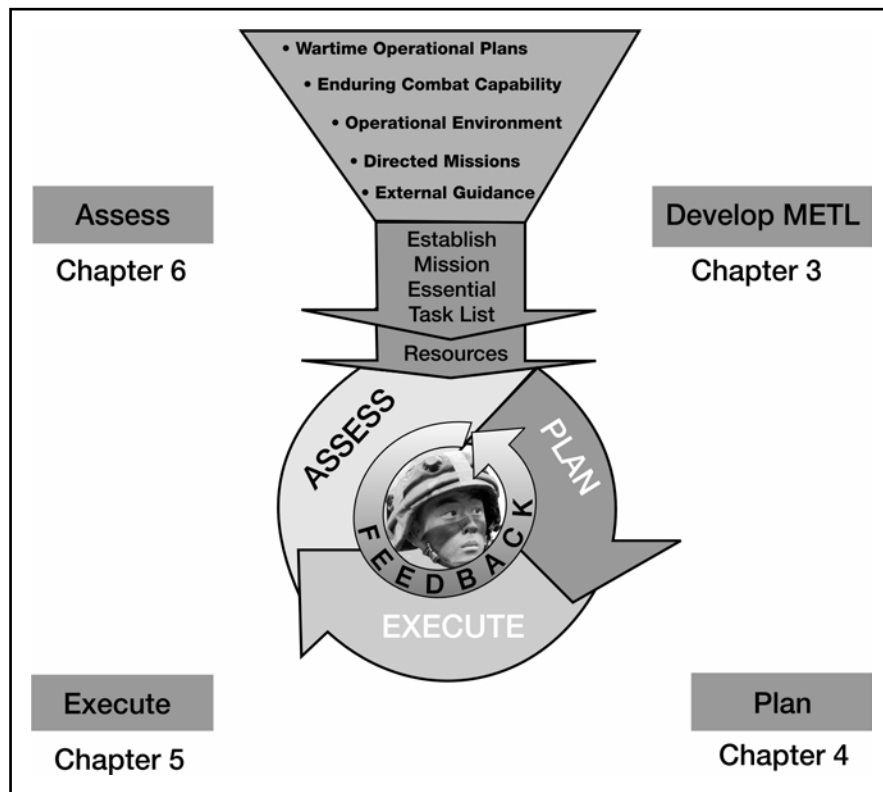 • Wartime Operational Plans
• Enduring Combat Capability
• Operational Environment
• Directed Missions
• External Guidance
Assess
Chapter 6
Develop METL
Chapter 3
Establish
Mission
Essential
Task List
Resources
ASSESS
PLAN
FEEDBACK
EXECUTE
Execute
Chapter 5
Plan
Chapter 4